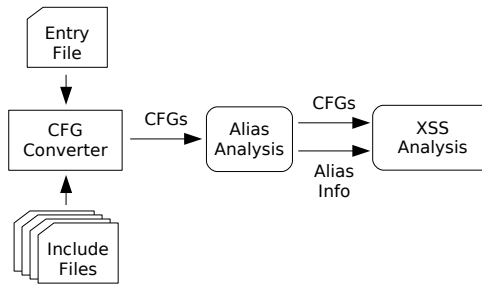 Entry
File
CFG
Converter
CFGs
Alias
Analysis
CFGs
Alias
Info
XSS
Analysis
Include
Files